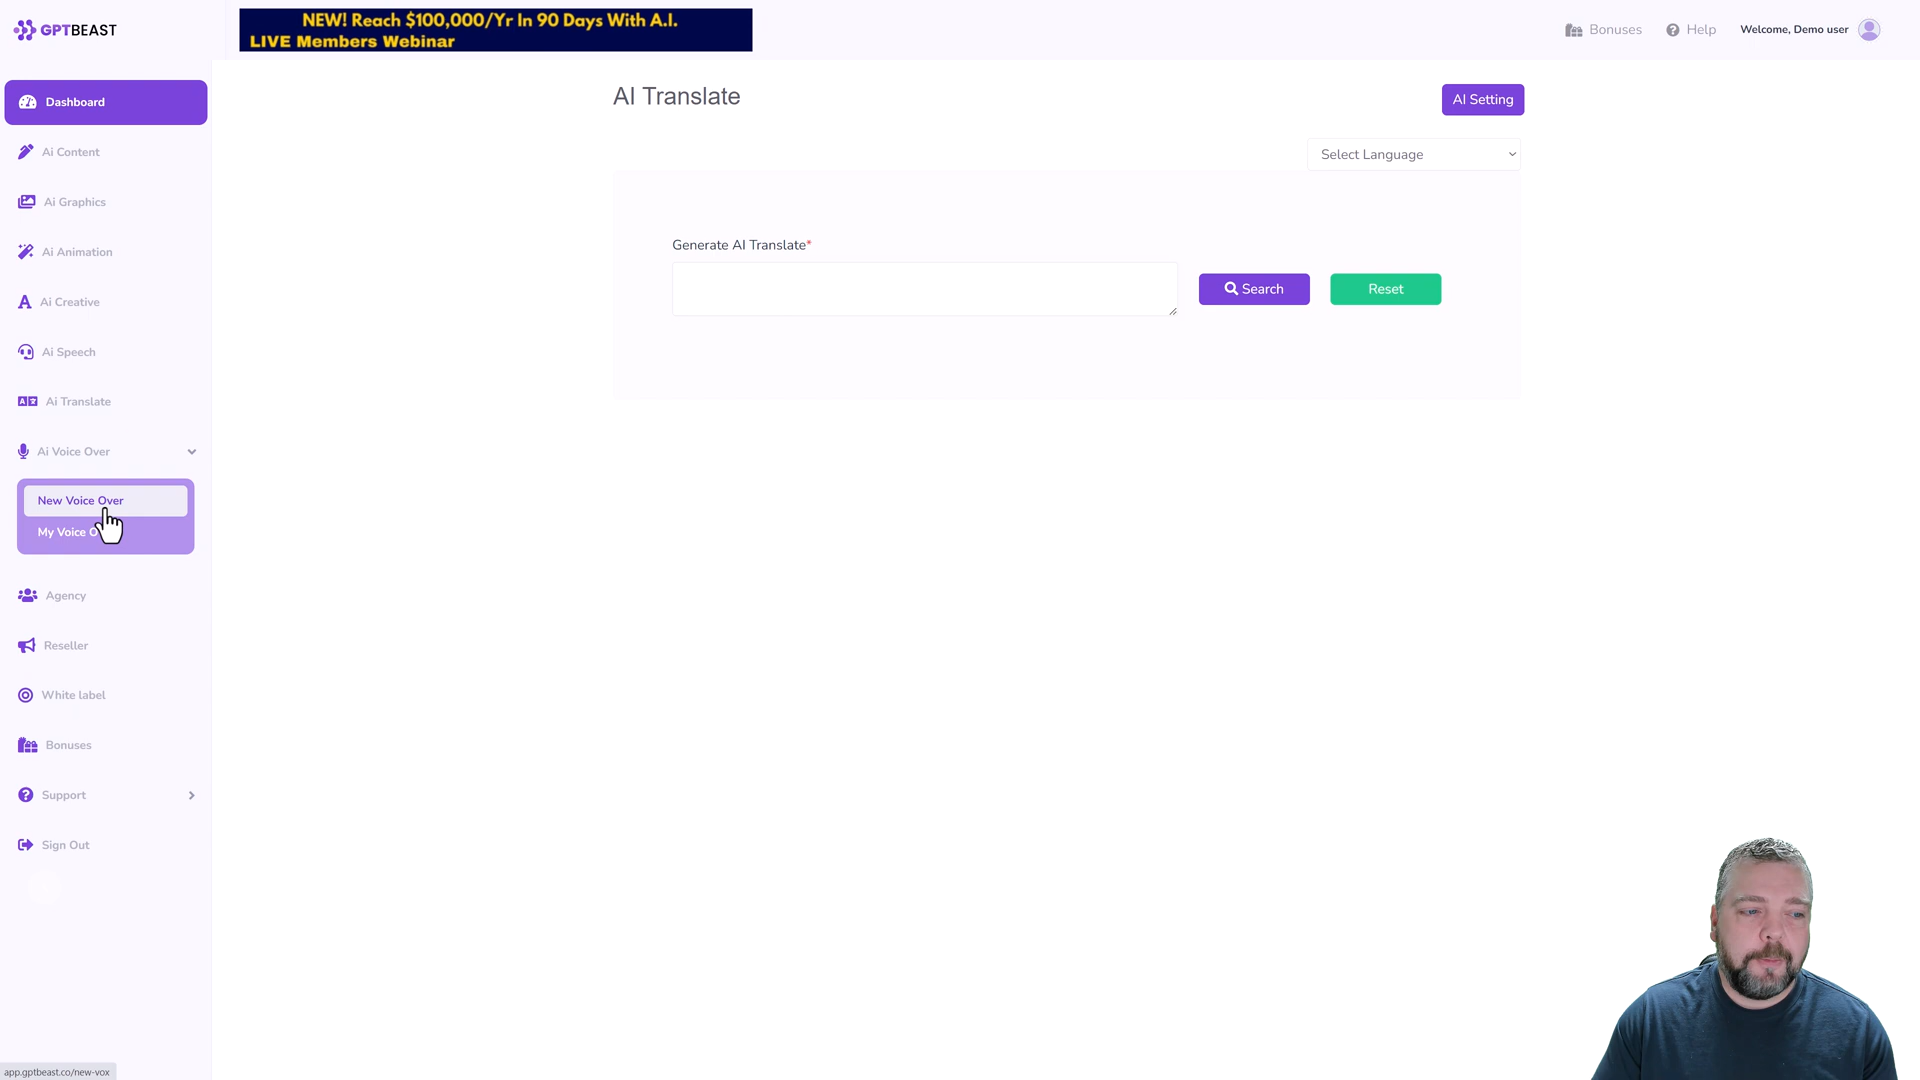 GPTBEAST
NEW! Reach $100,000/Yr In 90 Days With A.I.
LIVE Members Webinar
Bonuses
Help
Welcome, Demo user
Dashboard
Ai Content
Ai Graphics
Ai Animation
Ai Creative
Ai Speech
Ai Translate
Ai Voice Over
New Voice Over
My Voice O
Agency
Reseller
White label
Bonuses
Support
Sign Out
AI Translate
AI Setting
Select Language
Generate AI Translate*
Search
Reset
app.gptbeast.co/new-vox